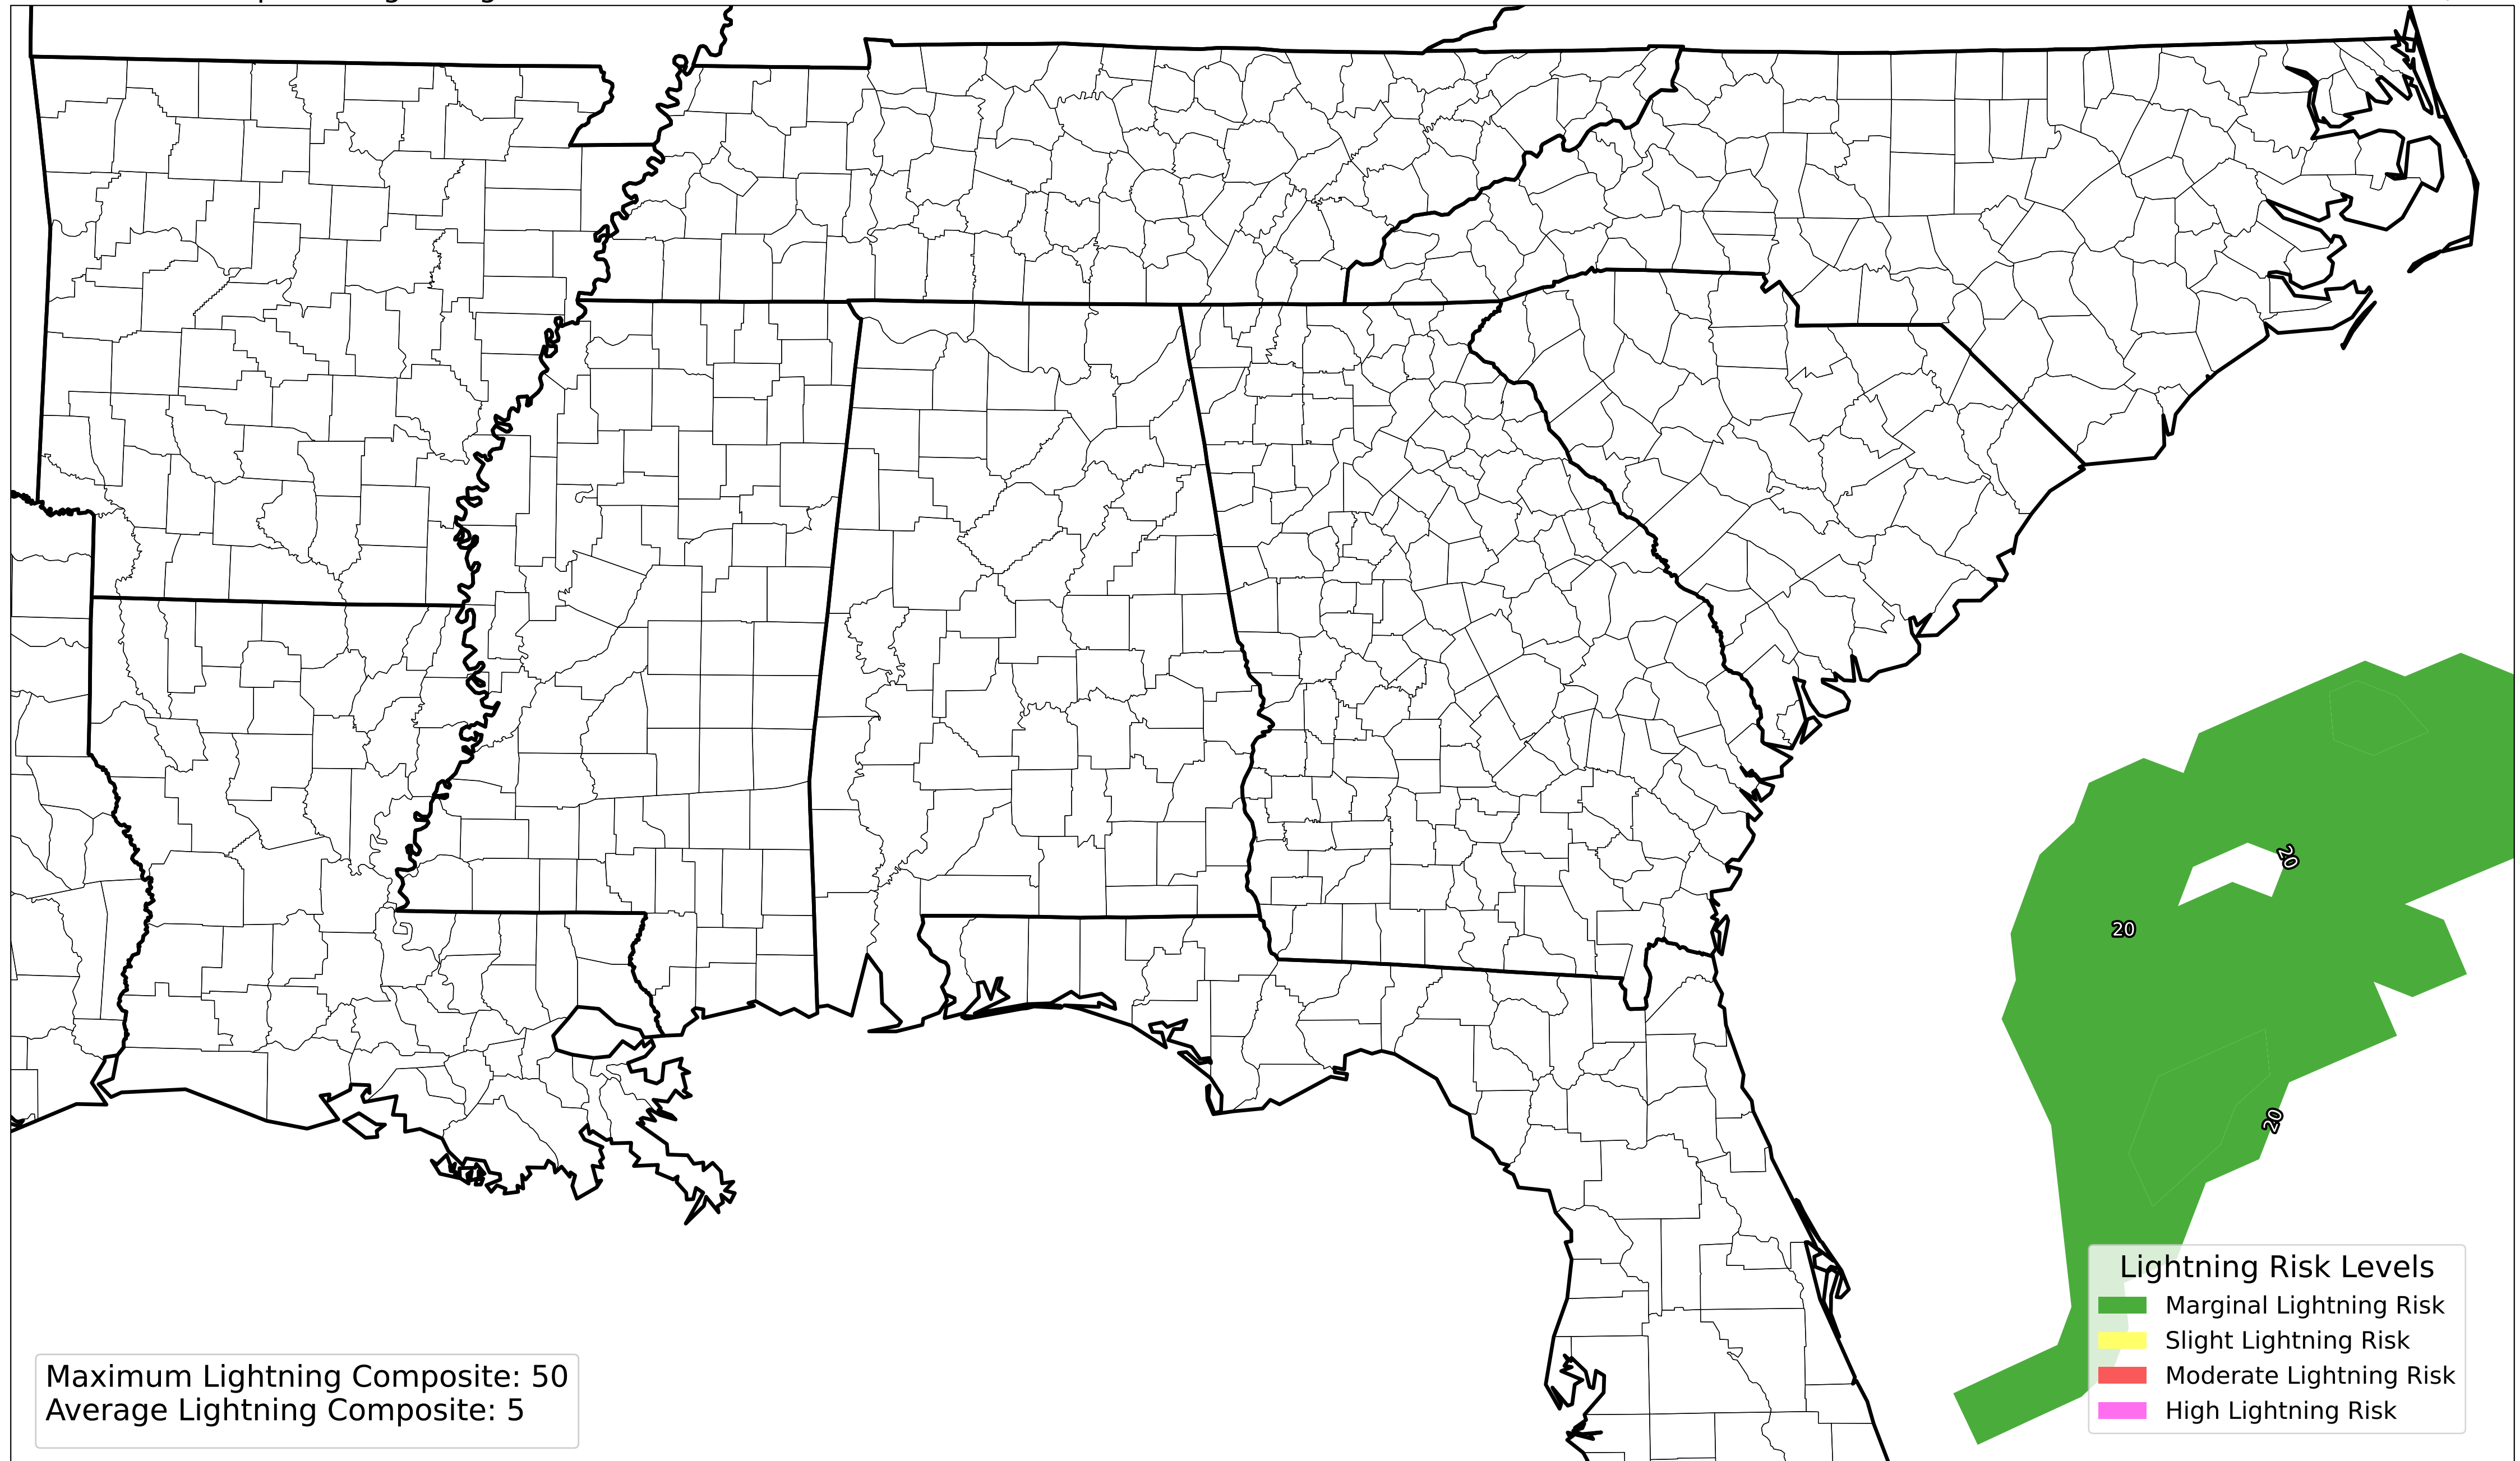 20
20
20
Lightning Risk Levels
Marginal Lightning Risk
Slight Lightning Risk
Moderate Lightning Risk
High Lightning Risk
Maximum Lightning Composite: 50
Average Lightning Composite: 5